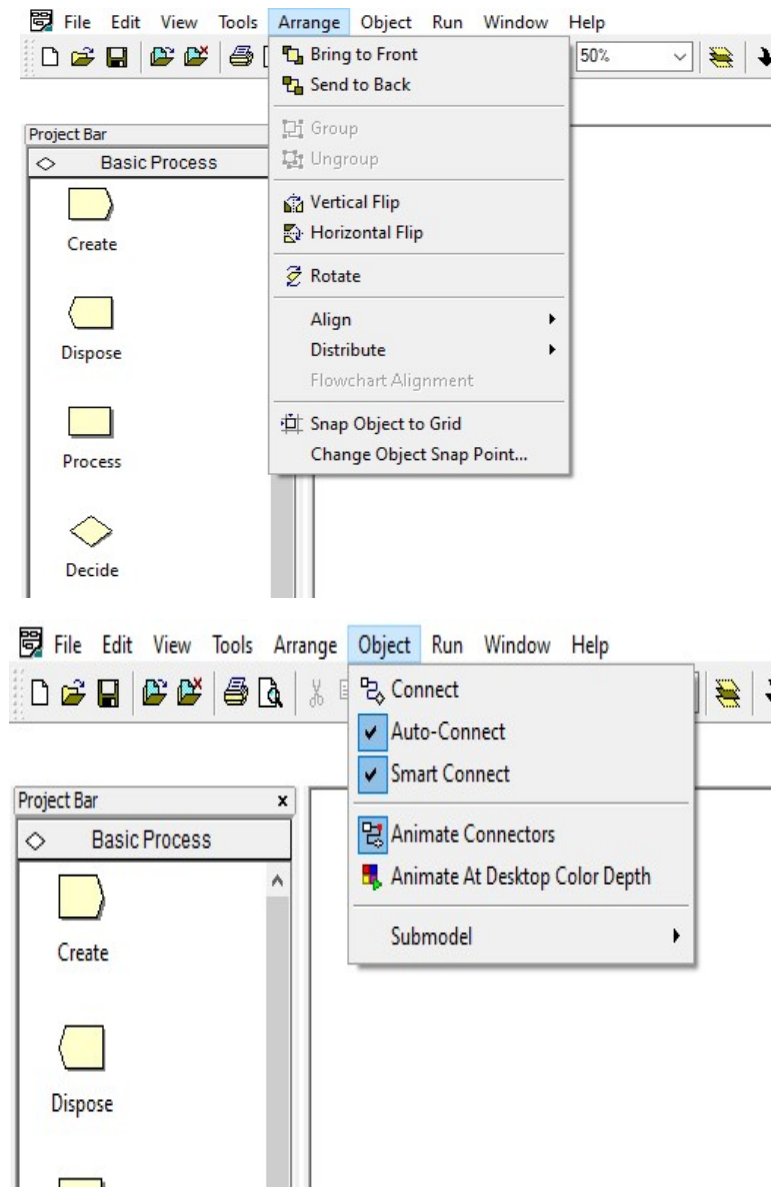 File Edit View Tools Arrange Object Run Window Help
50%
Bring to Front
Send to Back
Group
Ungroup
Vertical Flip
Horizontal Flip
Rotate
Align
Distribute
Flowchart Alignment
Snap Object to Grid
Change Object Snap Point...
Project Bar
Basic Process
Create
Dispose
Process
Decide
File Edit View Tools Arrange Object Run Window Help
Connect
Auto-Connect
Smart Connect
Animate Connectors
Animate At Desktop Color Depth
Submodel
Project Bar
Basic Process
Create
Dispose